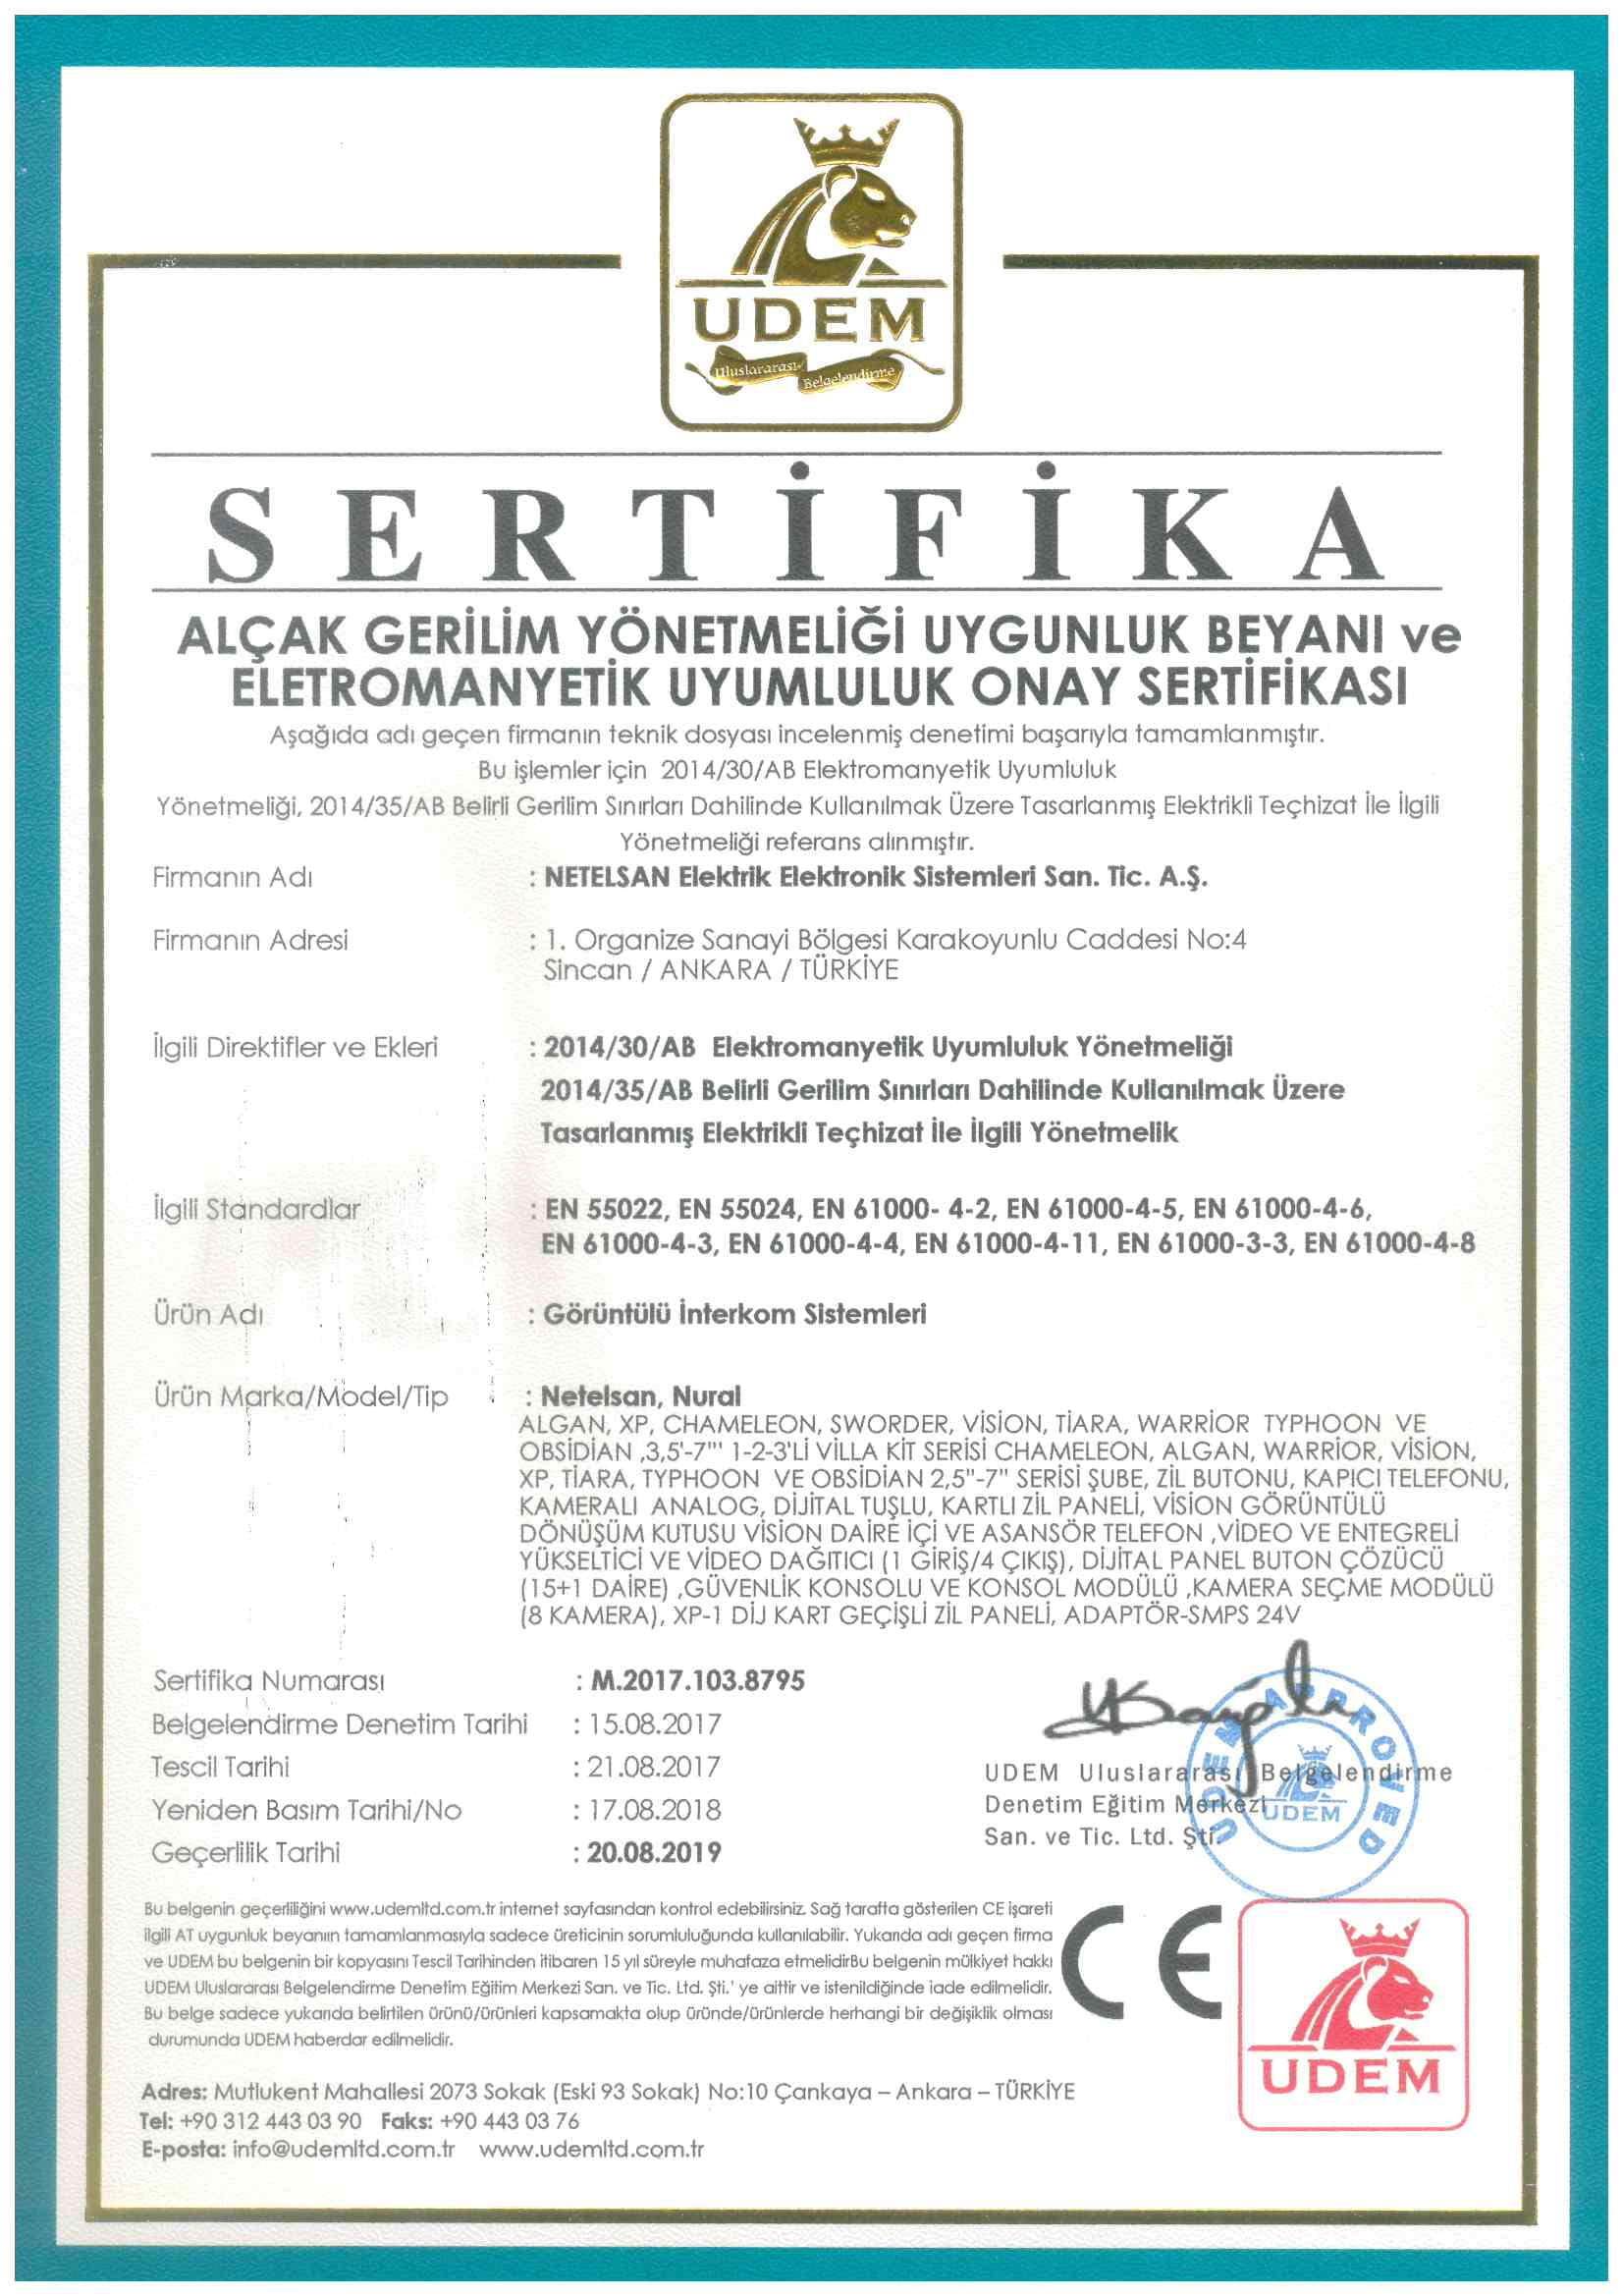 UDEM
Uluslararası
Belgelendirme
SERTİFİKA
ALÇAK GERİLİM YÖNETMELİĞİ UYGUNLUK BEYANI ve
ELETROMANYETİK UYUMLULUK ONAY SERTİFİKASI
Aşağıda adı geçen firmanın teknik dosyası incelenmiş denetimi başarıyla tamamlanmıştır.
Bu işlemler için 2014/30/AB Elektromanyetik Uyumluluk
Yönetmeliği, 2014/35/AB Belirli Gerilim Sınırları Dahilinde Kullanılmak Üzere Tasarlanmış Elektrikli Teçhizat İle İlgili
Yönetmeliği referans alınmıştır.
Firmanın Adı : NETELSAN Elektrik Elektronik Sistemleri San. Tic. A.Ş.
Firmanın Adresi : 1. Organize Sanayi Bölgesi Karakoyunlu Caddesi No:4
Sincan / ANKARA / TÜRKİYE
İlgili Direktifler ve Ekleri : 2014/30/AB Elektromanyetik Uyumluluk Yönetmeliği
2014/35/AB Belirli Gerilim Sınırları Dahilinde Kullanılmak Üzere
Tasarlanmış Elektrikli Teçhizat İle İlgili Yönetmelik
İlgili Standardlar : EN 55022, EN 55024, EN 61000- 4-2, EN 61000-4-5, EN 61000-4-6,
EN 61000-4-3, EN 61000-4-4, EN 61000-4-11, EN 61000-3-3, EN 61000-4-8
Ürün Adı : Görüntülü İnterkom Sistemleri
Ürün Marka/Model/Tip : Netelsan, Nural
ALGAN, XP, CHAMELEON, SWORDER, VİSİON, TİARA, WARRİOR TYPHOON VE
OBSİDİAN ,3,5'-7"' 1-2-3'Lİ VİLLA KİT SERİSİ CHAMELEON, ALGAN, WARRİOR, VİSİON,
XP, TİARA, TYPHOON VE OBSİDİAN 2,5"-7" SERİSİ ŞUBE, ZİL BUTONU, KAPICI TELEFONU,
KAMERALI ANALOG, DİJİTAL TUŞLU, KARTLI ZİL PANELİ, VİSİON GÖRÜNTÜLÜ
DÖNÜŞÜM KUTUSU VİSİON DAİRE İÇİ VE ASANSÖR TELEFON ,VİDEO VE ENTEGRELİ
YÜKSELTİCİ VE VİDEO DAĞITICI (1 GİRİŞ/4 ÇIKIŞ), DİJİTAL PANEL BUTON ÇÖZÜCÜ
(15+1 DAİRE) ,GÜVENLİK KONSOLU VE KONSOL MODÜLÜ ,KAMERA SEÇME MODÜLÜ
(8 KAMERA), XP-1 DİJ KART GEÇİŞLİ ZİL PANELİ, ADAPTÖR-SMPS 24V
Sertifika Numarası : M.2017.103.8795
Belgelendirme Denetim Tarihi : 15.08.2017
Tescil Tarihi : 21.08.2017
Yeniden Basım Tarihi/No : 17.08.2018
Geçerlilik Tarihi : 20.08.2019
UDEM Uluslararası Belgelendirme
Denetim Eğitim Merkezi
San. ve Tic. Ltd. Şti.
UDEM APPROVED
UDEM
Bu belgenin geçerliliğini www.udemltd.com.tr internet sayfasından kontrol edebilirsiniz. Sağ tarafta gösterilen CE işareti
ilgili AT uygunluk beyanıın tamamlanmasıyla sadece üreticinin sorumluluğunda kullanılabilir. Yukarıda adı geçen firma
ve UDEM bu belgenin bir kopyasını Tescil Tarihinden itibaren 15 yıl süreyle muhafaza etmelidirBu belgenin mülkiyet hakkı
UDEM Uluslararası Belgelendirme Denetim Eğitim Merkezi San. ve Tic. Ltd. Şti.' ye aittir ve istenildiğinde iade edilmelidir.
Bu belge sadece yukarıda belirtilen ürünü/ürünleri kapsamakta olup üründe/ürünlerde herhangi bir değişiklik olması
durumunda UDEM haberdar edilmelidir.
CE
UDEM
Adres: Mutlukent Mahallesi 2073 Sokak (Eski 93 Sokak) No:10 Çankaya – Ankara – TÜRKİYE
Tel: +90 312 443 03 90 Faks: +90 443 03 76
E-posta: info@udemltd.com.tr www.udemltd.com.tr